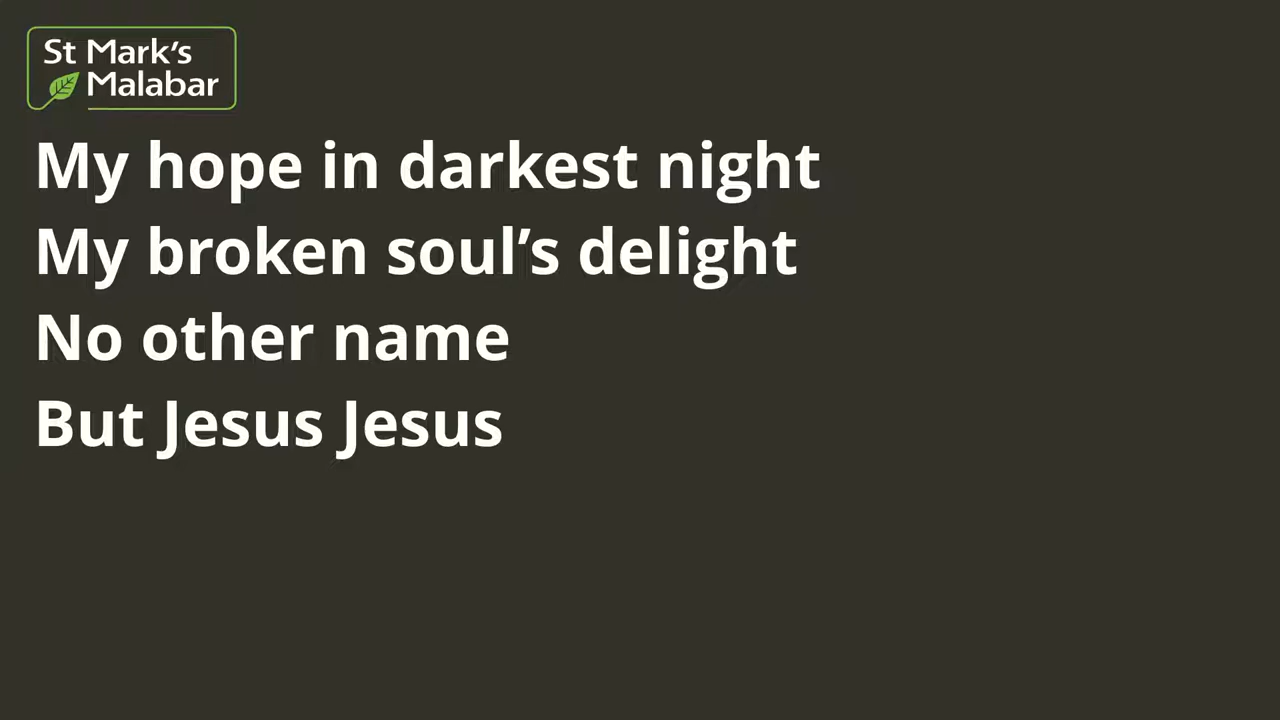 St Mark's
Malabar
My hope in darkest night
My broken soul’s delight
No other name
But Jesus Jesus